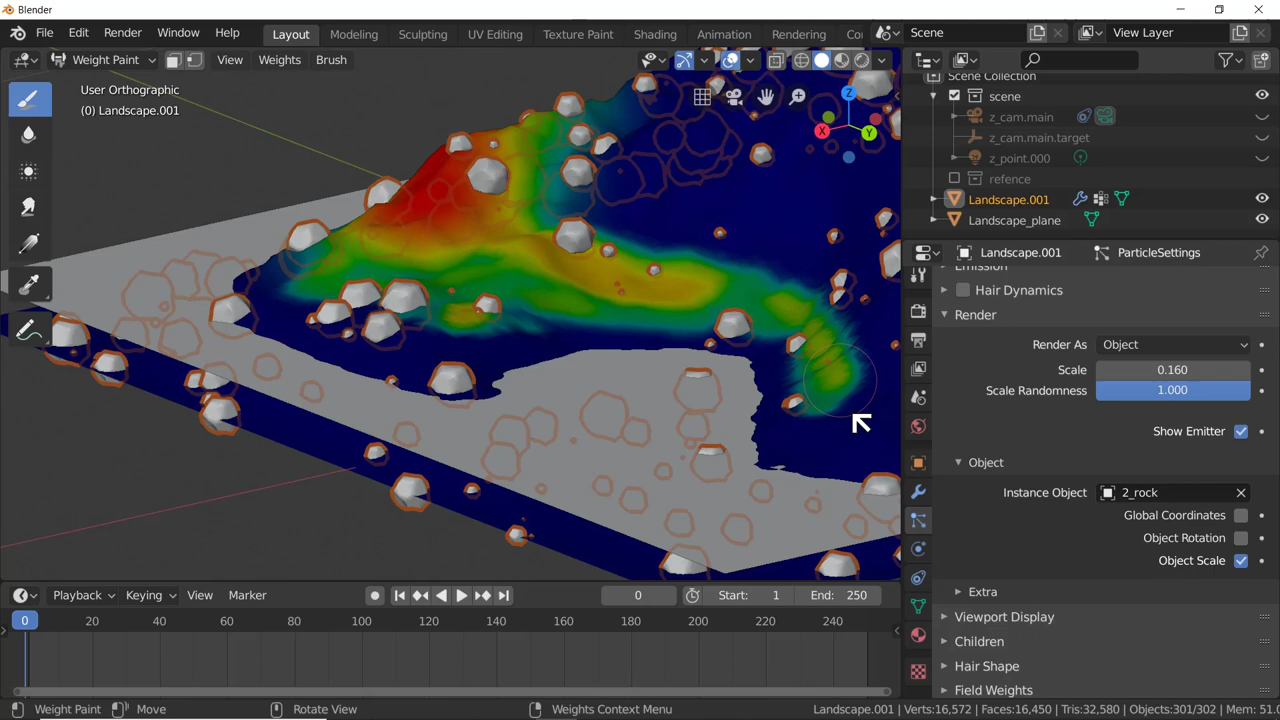 Blender
File Edit Render Window Help
Layout Modeling Sculpting UV Editing Texture Paint Shading Animation Rendering Co
Scene
View Layer
Weight Paint View Weights Brush
User Orthographic
(0) Landscape.001
Z
X
Y
Scene Collection
scene
z_cam.main
z_cam.main.target
z_point.000
refence
Landscape.001
Landscape_plane
Landscape.001 ParticleSettings
Emission
Hair Dynamics
Render
Render As Object
Scale 0.160
Scale Randomness 1.000
Show Emitter
Object
Instance Object 2_rock
Global Coordinates
Object Rotation
Object Scale
Extra
Viewport Display
Children
Hair Shape
Field Weights
Playback Keying View Marker
0
Start: 1
End: 250
0 20 40 60 80 100 120 140 160 180 200 220 240
Weight Paint Move Rotate View Weights Context Menu
Landscape.001 | Verts:16,572 | Faces:16,450 | Tris:32,580 | Objects:301/302 | Mem: 51.0